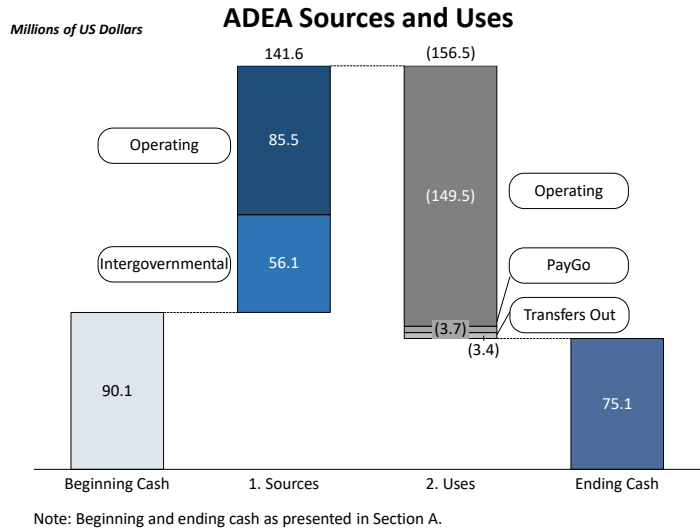 ADEA Sources and Uses
Millions of US Dollars
141.6
(156.5)
Operating
85.5
(149.5)
Operating
Intergovernmental
56.1
PayGo
Transfers Out
(3.7)
(3.4)
90.1
75.1
Beginning Cash
1. Sources
2. Uses
Ending Cash
Note: Beginning and ending cash as presented in Section A.